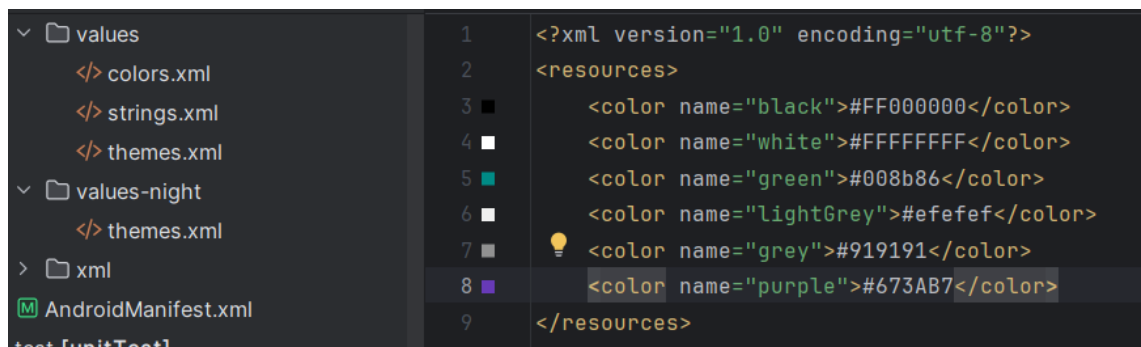 values
colors.xml
strings.xml
themes.xml
values-night
themes.xml
xml
AndroidManifest.xml
test [unitTest]
1 <?xml version="1.0" encoding="utf-8"?>
2 <resources>
3 <color name="black">#FF000000</color>
4 <color name="white">#FFFFFFFF</color>
5 <color name="green">#008b86</color>
6 <color name="lightGrey">#efefef</color>
7 <color name="grey">#919191</color>
8 <color name="purple">#673AB7</color>
9 </resources>